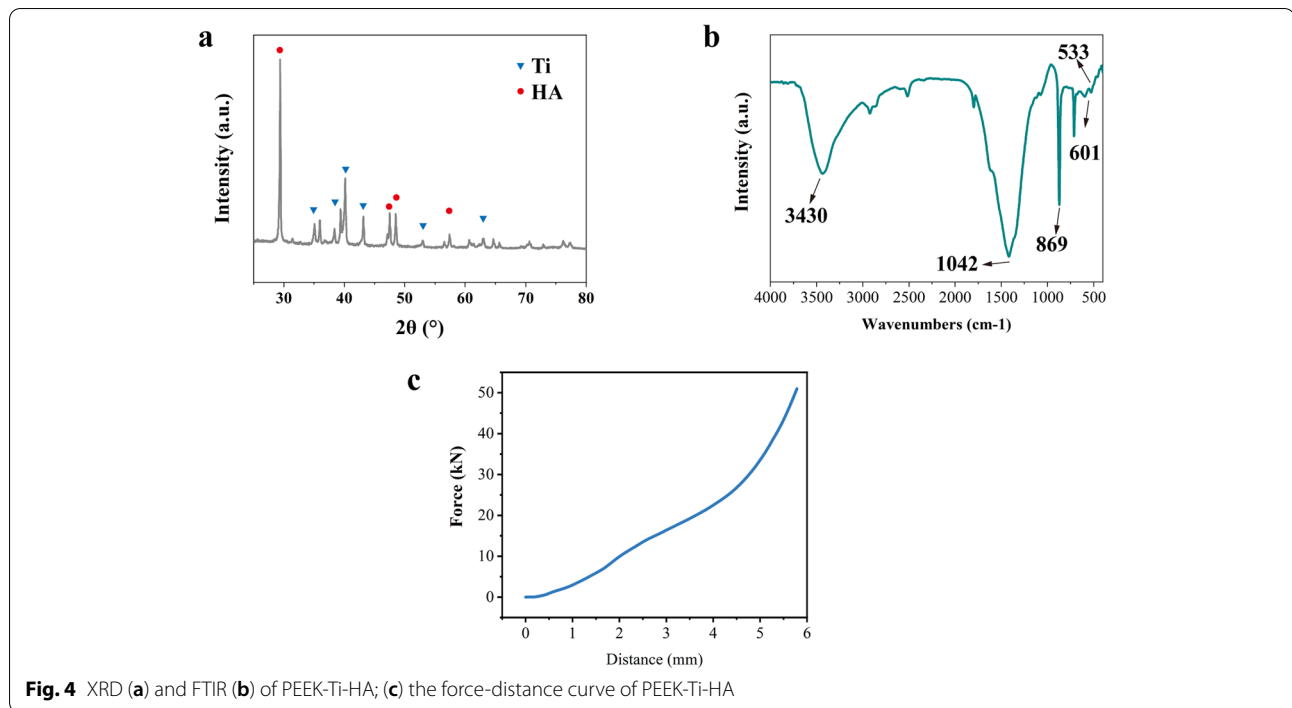 a
Ti
HA
Intensity (a.u.)
30 40 50 60 70 80
2θ (°)
b
533
601
3430
869
1042
Intensity (a.u.)
4000 3500 3000 2500 2000 1500 1000 500
Wavenumbers (cm-1)
c
50
40
30
20
10
0
Force (kN)
0 1 2 3 4 5 6
Distance (mm)
Fig. 4 XRD (a) and FTIR (b) of PEEK-Ti-HA; (c) the force-distance curve of PEEK-Ti-HA